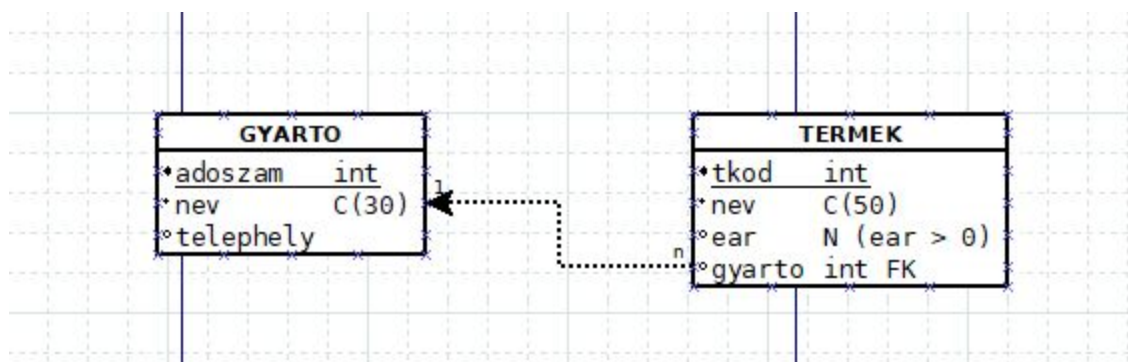 GYARTO
adoszam int
nev C(30)
telephely
1
n
TERMEK
tkod int
nev C(50)
ear N (ear > 0)
gyarto int FK